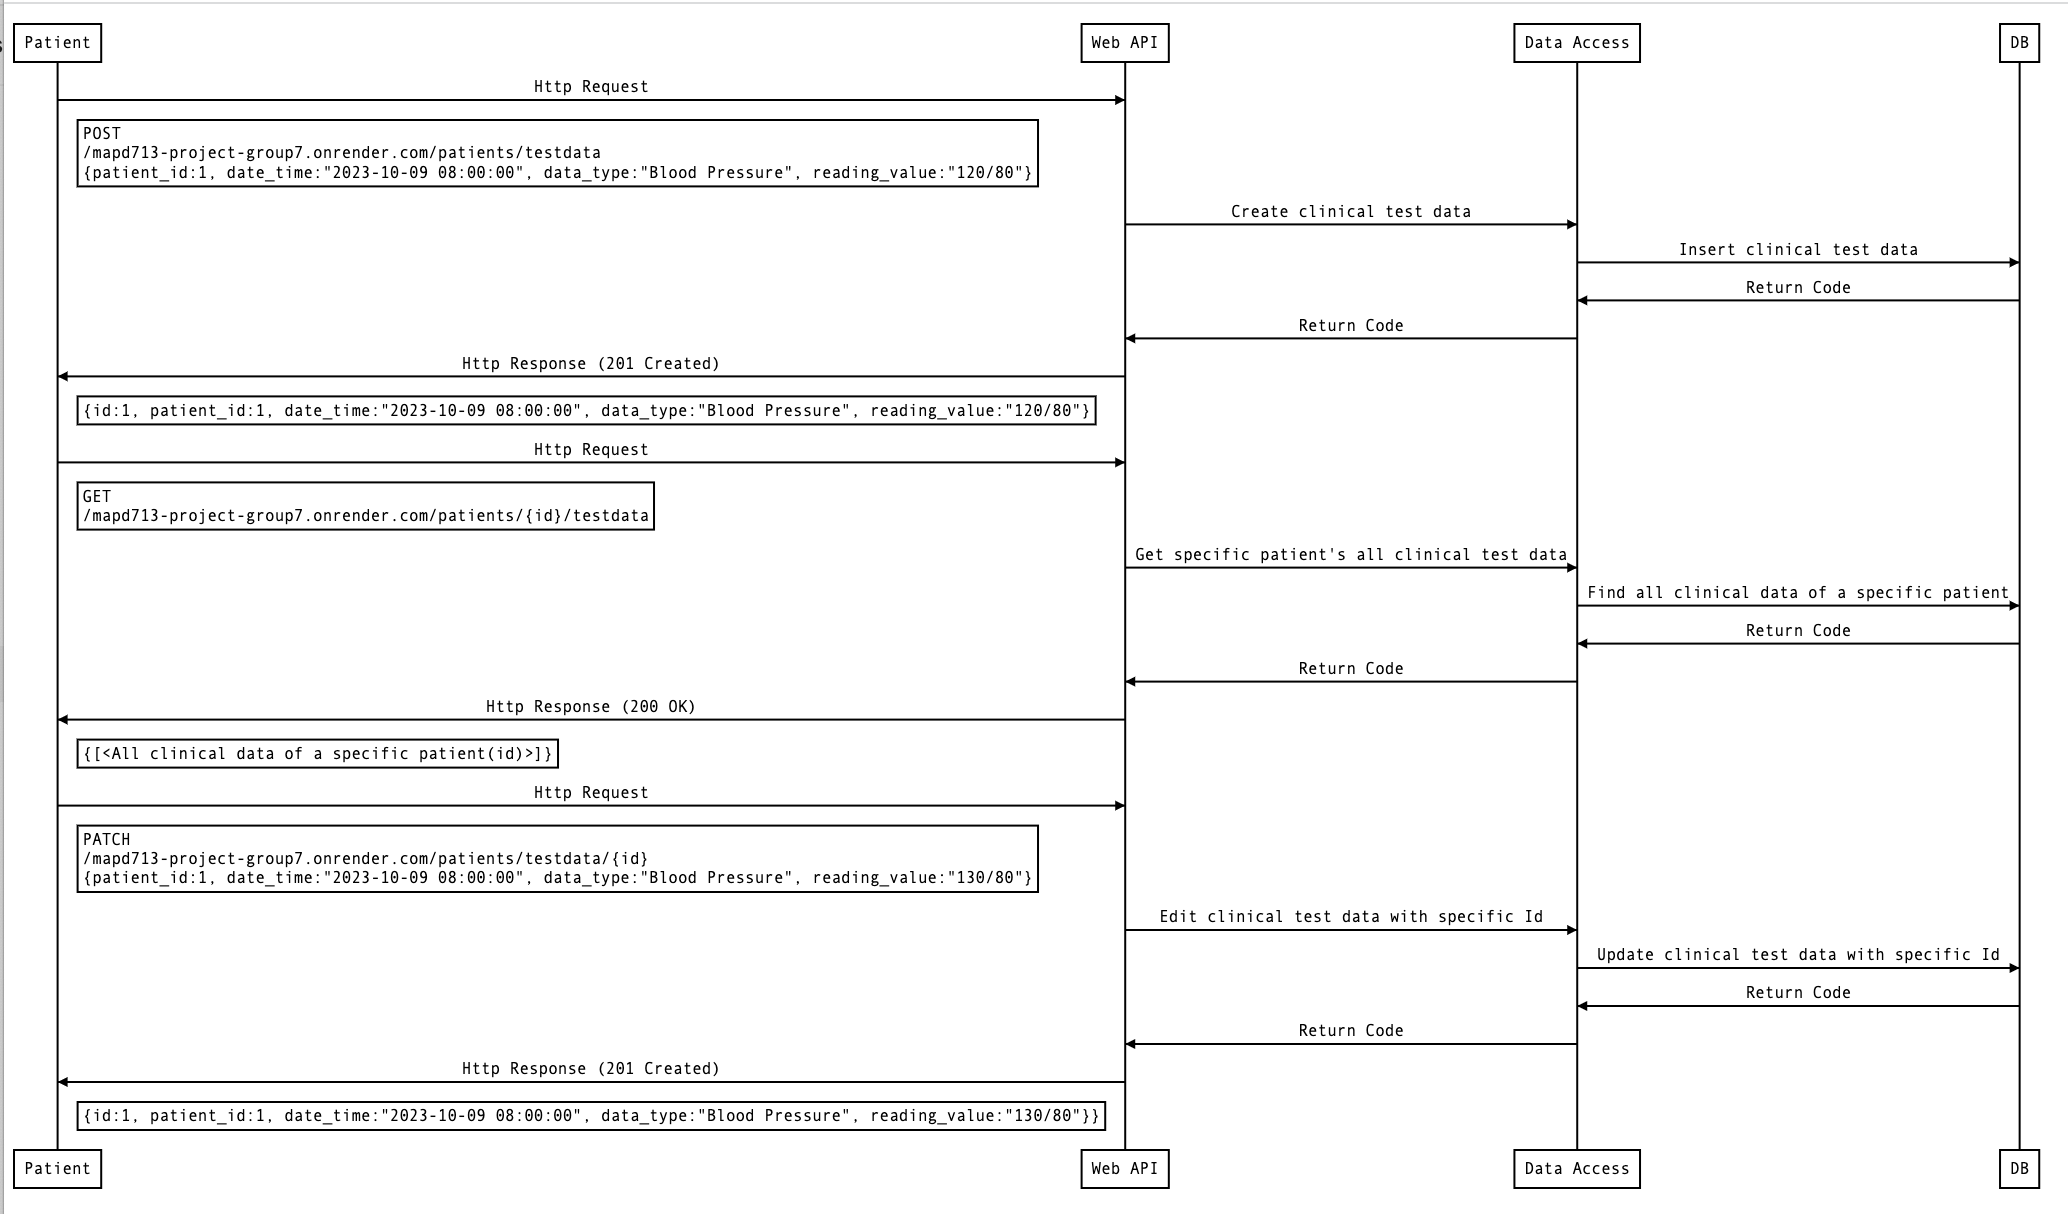 Patient
Web API
Data Access
DB
Http Request
POST
/mapd713-project-group7.onrender.com/patients/testdata
{patient_id:1, date_time:"2023-10-09 08:00:00", data_type:"Blood Pressure", reading_value:"120/80"}
Create clinical test data
Insert clinical test data
Return Code
Return Code
Http Response (201 Created)
{id:1, patient_id:1, date_time:"2023-10-09 08:00:00", data_type:"Blood Pressure", reading_value:"120/80"}
Http Request
GET
/mapd713-project-group7.onrender.com/patients/{id}/testdata
Get specific patient's all clinical test data
Find all clinical data of a specific patient
Return Code
Return Code
Http Response (200 OK)
{[<All clinical data of a specific patient(id)>]}
Http Request
PATCH
/mapd713-project-group7.onrender.com/patients/testdata/{id}
{patient_id:1, date_time:"2023-10-09 08:00:00", data_type:"Blood Pressure", reading_value:"130/80"}
Edit clinical test data with specific Id
Update clinical test data with specific Id
Return Code
Return Code
Http Response (201 Created)
{id:1, patient_id:1, date_time:"2023-10-09 08:00:00", data_type:"Blood Pressure", reading_value:"130/80"}}
Patient
Web API
Data Access
DB